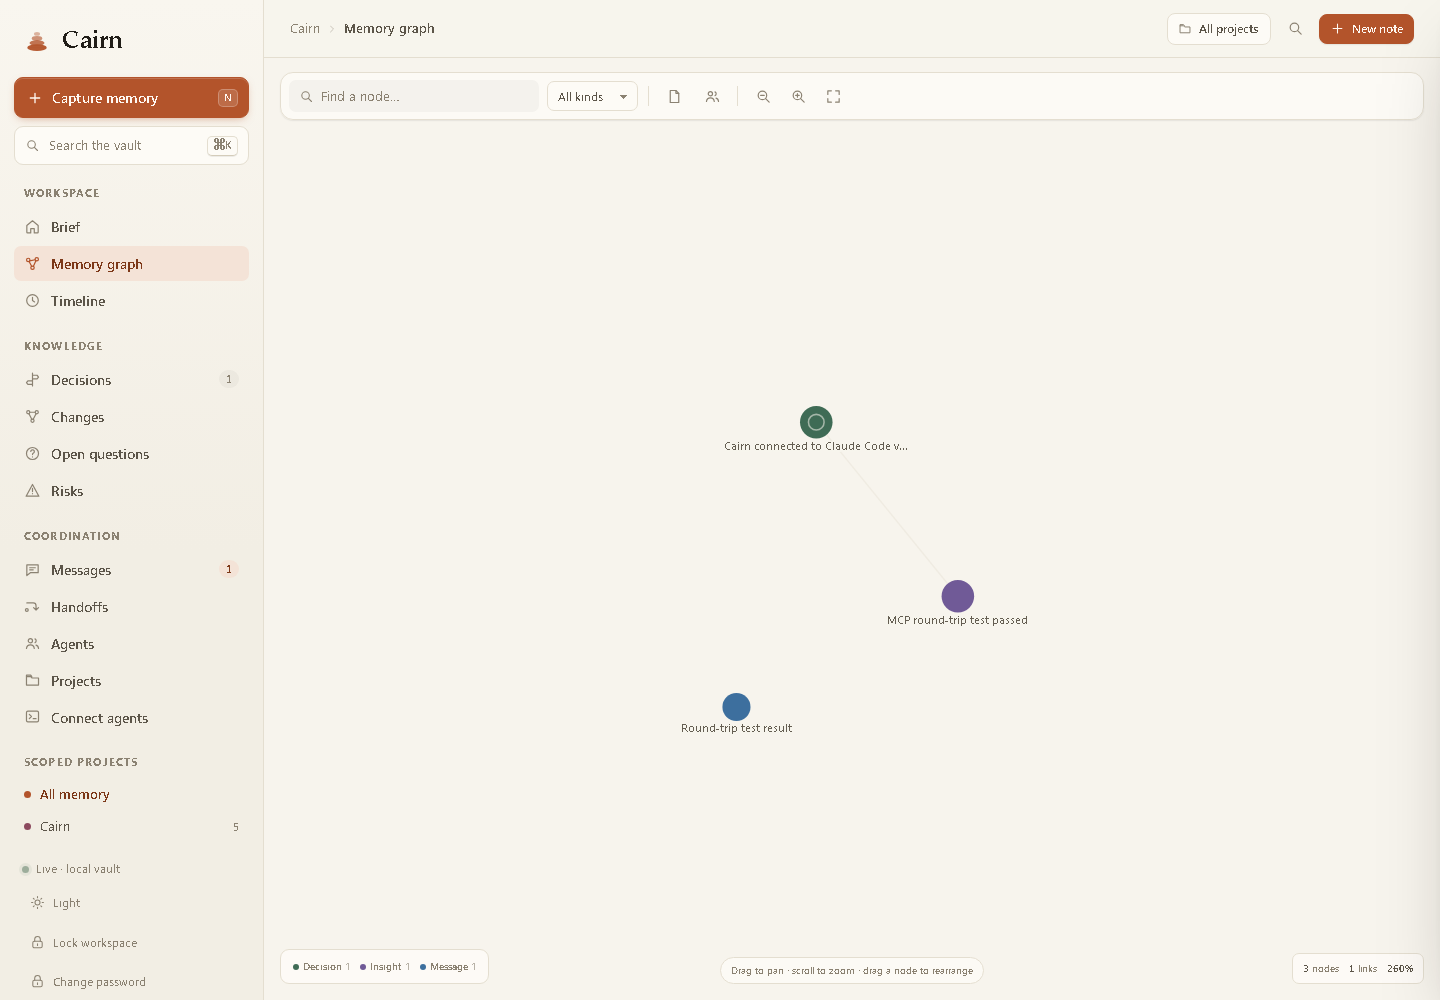 Cairn
Capture memory N
Search the vault ⌘K
WORKSPACE
Brief
Memory graph
Timeline
KNOWLEDGE
Decisions 1
Changes
Open questions
Risks
COORDINATION
Messages 1
Handoffs
Agents
Projects
Connect agents
SCOPED PROJECTS
All memory
Cairn 5
Live · local vault
Light
Lock workspace
Change password
Cairn › Memory graph
All projects
New note
Find a node...
All kinds
Cairn connected to Claude Code v...
MCP round-trip test passed
Round-trip test result
Decision 1 Insight 1 Message 1
Drag to pan · scroll to zoom · drag a node to rearrange
3 nodes 1 links 260%